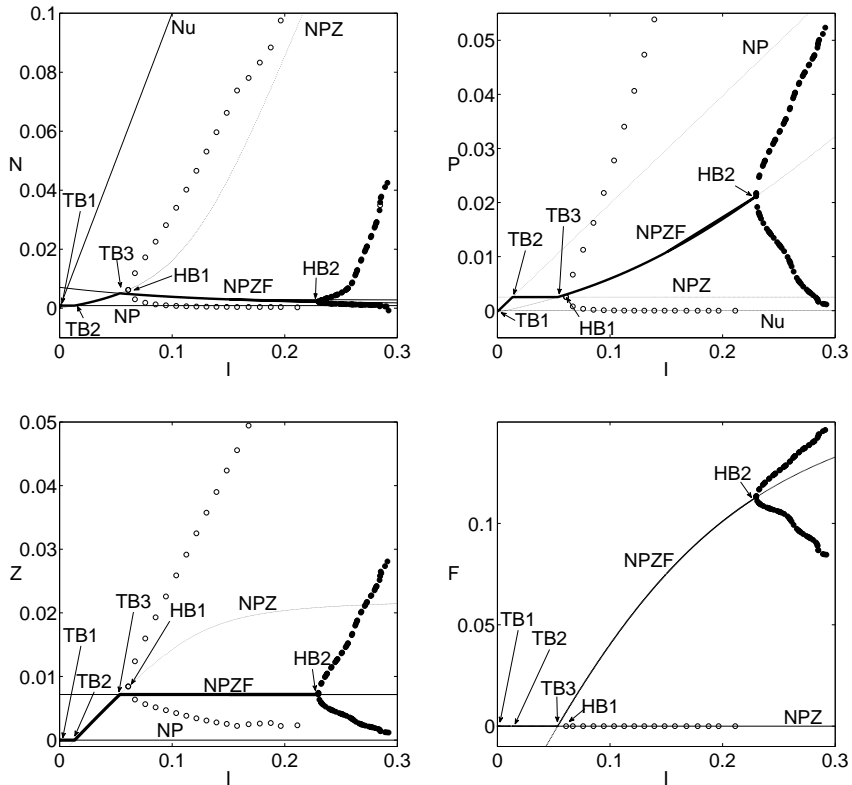 0.1
0.08
0.06
N
0.04
0.02
0
0 0.1 0.2 0.3
I
Nu
NPZ
TB1
TB3
HB1
NPZF
HB2
TB2
NP
0.05
0.04
0.03
P
0.02
0.01
0
0 0.1 0.2 0.3
I
NP
HB2
TB3
TB2
NPZF
NPZ
TB1
HB1
Nu
0.05
0.04
0.03
Z
0.02
0.01
0
0 0.1 0.2 0.3
I
TB3
HB1
NPZ
TB1
TB2
NPZF
HB2
NP
0.1
F
0.05
0
0 0.1 0.2 0.3
I
HB2
NPZF
TB1
TB2
TB3
HB1
NPZ